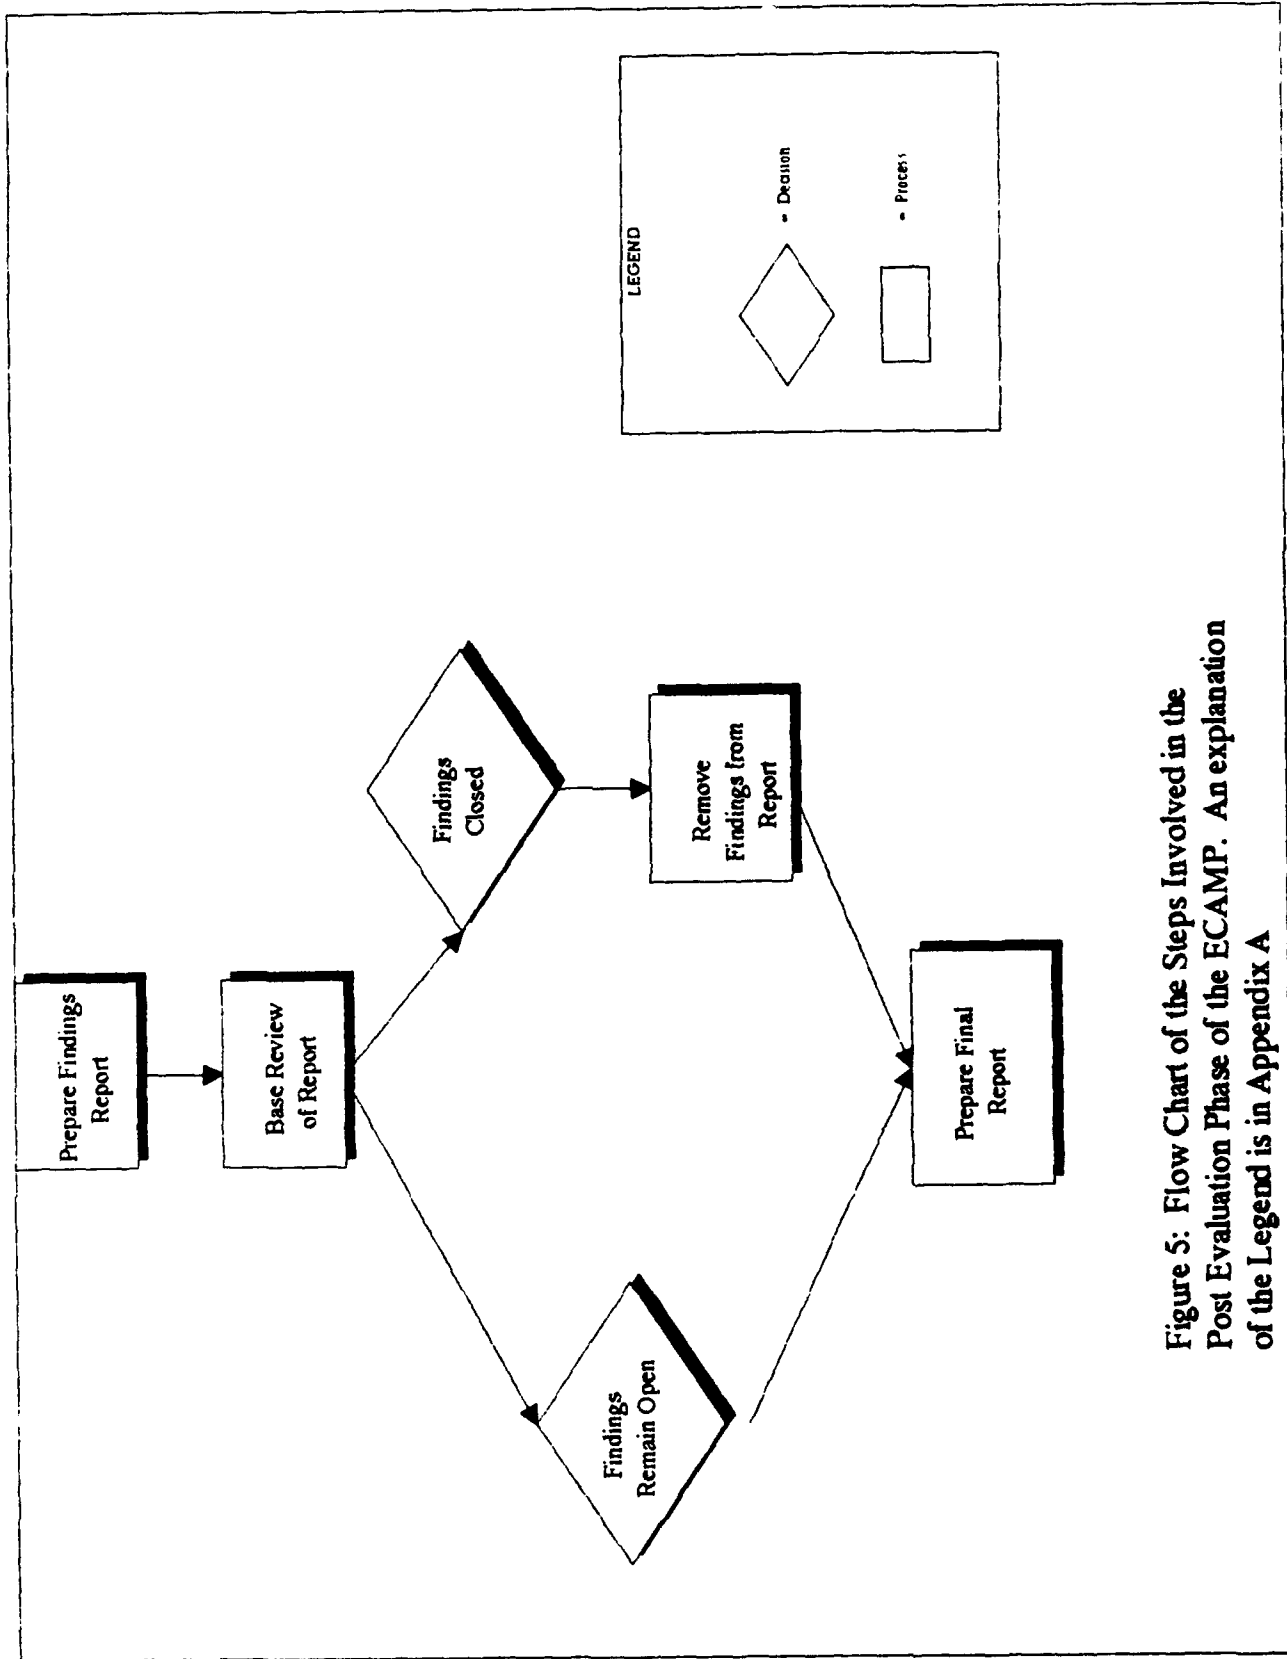 Prepare Findings
Report
Base Review
of Report
Findings
Closed
Findings
Remain Open
Remove
Findings from
Report
Prepare Final
Report
LEGEND
= Decision
= Process
Figure 5: Flow Chart of the Steps Involved in the
Post Evaluation Phase of the ECAMP. An explanation
of the Legend is in Appendix A